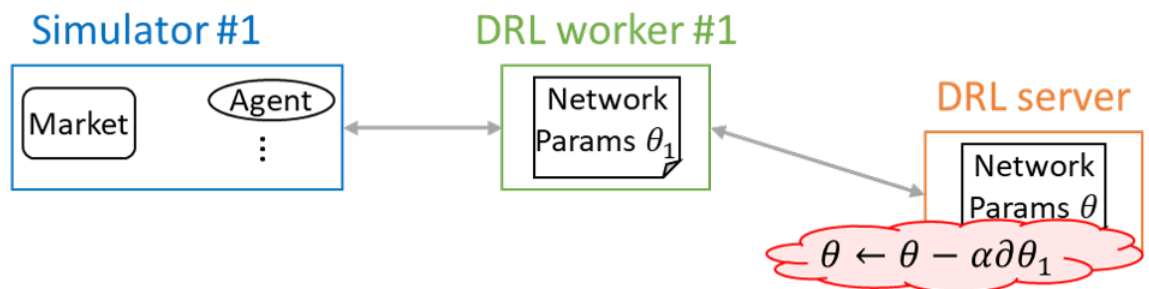 Simulator #1
DRL worker #1
DRL server
Market
Agent
⋮
Network
Params θ₁
Network
Params θ
θ ← θ − α∂θ₁